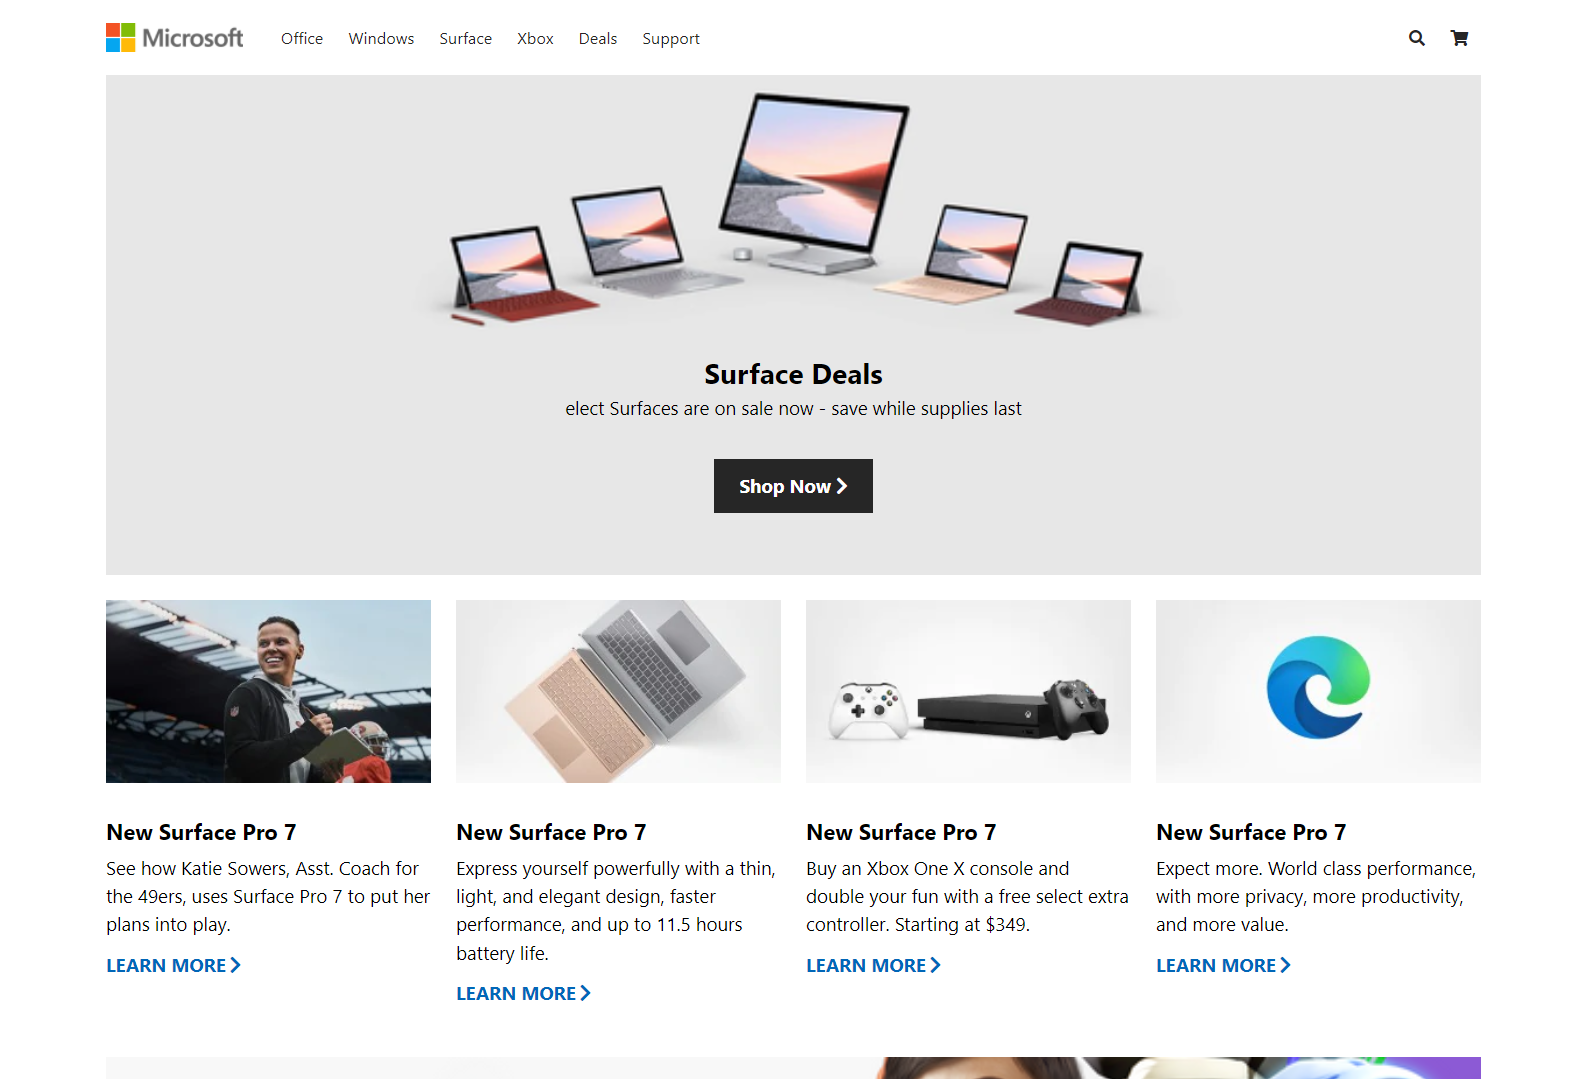 Microsoft
Office Windows Surface Xbox Deals Support
Surface Deals
elect Surfaces are on sale now - save while supplies last
Shop Now
New Surface Pro 7
See how Katie Sowers, Asst. Coach for
the 49ers, uses Surface Pro 7 to put her
plans into play.
LEARN MORE
New Surface Pro 7
Express yourself powerfully with a thin,
light, and elegant design, faster
performance, and up to 11.5 hours
battery life.
LEARN MORE
New Surface Pro 7
Buy an Xbox One X console and
double your fun with a free select extra
controller. Starting at $349.
LEARN MORE
New Surface Pro 7
Expect more. World class performance,
with more privacy, more productivity,
and more value.
LEARN MORE